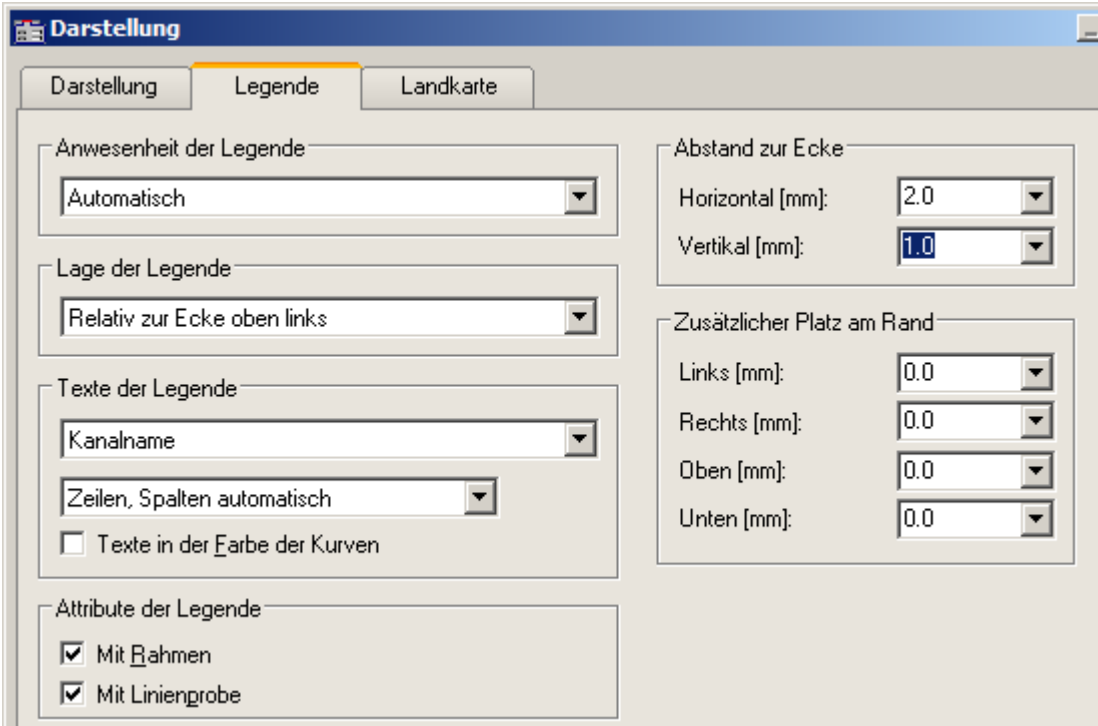 Darstellung
Darstellung Legende Landkarte
Anwesenheit der Legende
Automatisch
Lage der Legende
Relativ zur Ecke oben links
Texte der Legende
Kanalname
Zeilen, Spalten automatisch
Texte in der Farbe der Kurven
Attribute der Legende
Mit Rahmen
Mit Linienprobe
Abstand zur Ecke
Horizontal [mm]: 2.0
Vertikal [mm]: 1.0
Zusätzlicher Platz am Rand
Links [mm]: 0.0
Rechts [mm]: 0.0
Oben [mm]: 0.0
Unten [mm]: 0.0